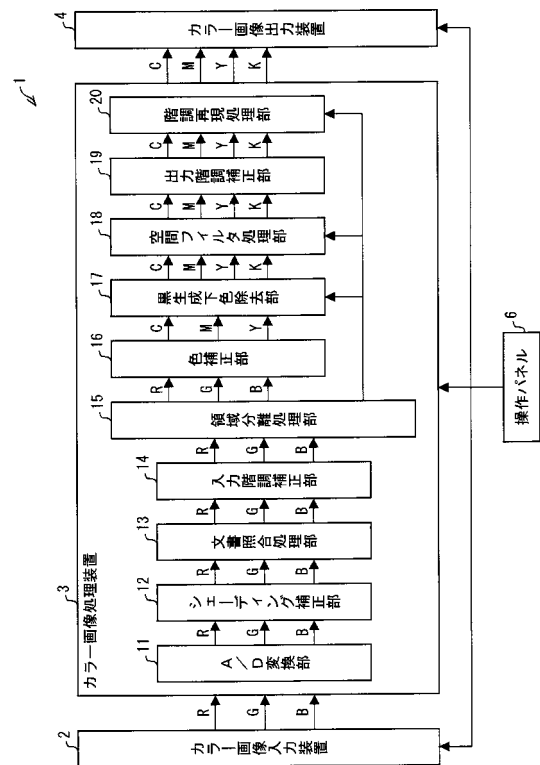 1
2
カラー画像入力装置
R
G
B
3
カラー画像処理装置
11
A/D変換部
R
G
B
12
シェーディング補正部
R
G
B
13
文書照合処理部
R
G
B
14
入力階調補正部
R
G
B
15
領域分離処理部
R
G
B
16
色補正部
C
M
Y
17
黒生成下色除去部
C
M
Y
K
18
空間フィルタ処理部
C
M
Y
K
19
出力階調補正部
C
M
Y
K
20
階調再現処理部
C
M
Y
K
4
カラー画像出力装置
6
操作パネル